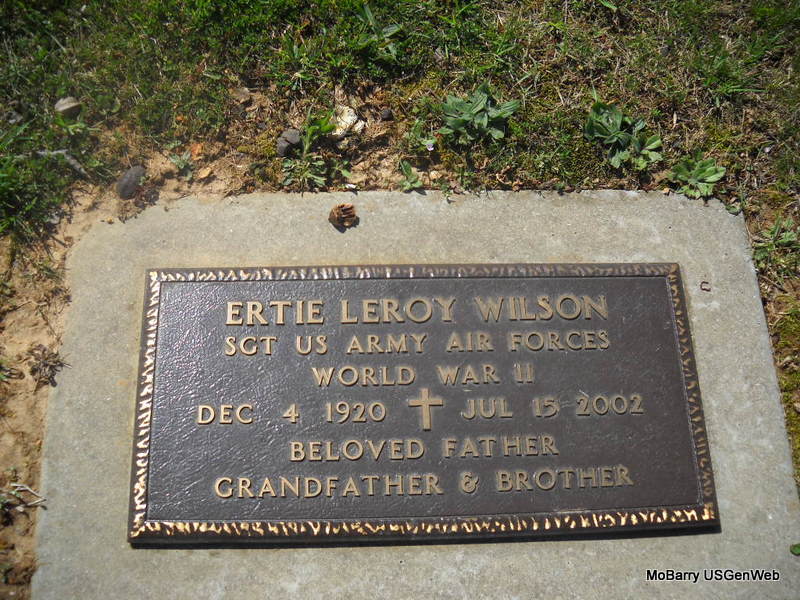 ERTIE LEROY WILSON
SGT US ARMY AIR FORCES
WORLD WAR II
DEC 4 1920 JUL 15 2002
BELOVED FATHER
GRANDFATHER & BROTHER
MoBarry USGenWeb